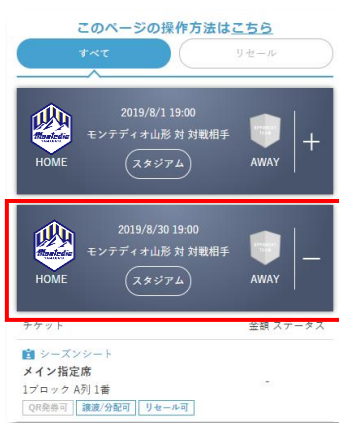 このページの操作方法はこちら
すべて
リセール
2019/8/1 19:00
モンテディオ山形 対 対戦相手
HOME
スタジアム
AWAY
+
2019/8/30 19:00
モンテディオ山形 対 対戦相手
HOME
スタジアム
AWAY
−
チケット
金額 ステータス
シーズンシート
メイン指定席
1ブロック A列 1番
-
QR発券可 譲渡/分配可 リセール可